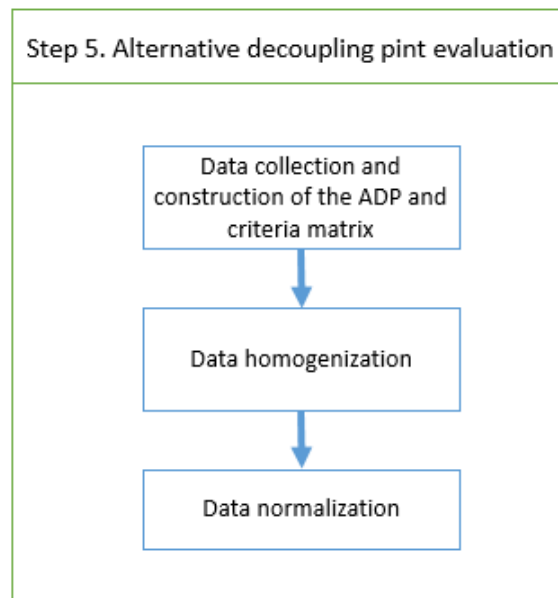 Step 5. Alternative decoupling pint evaluation
Data collection and
construction of the ADP and
criteria matrix
Data homogenization
Data normalization